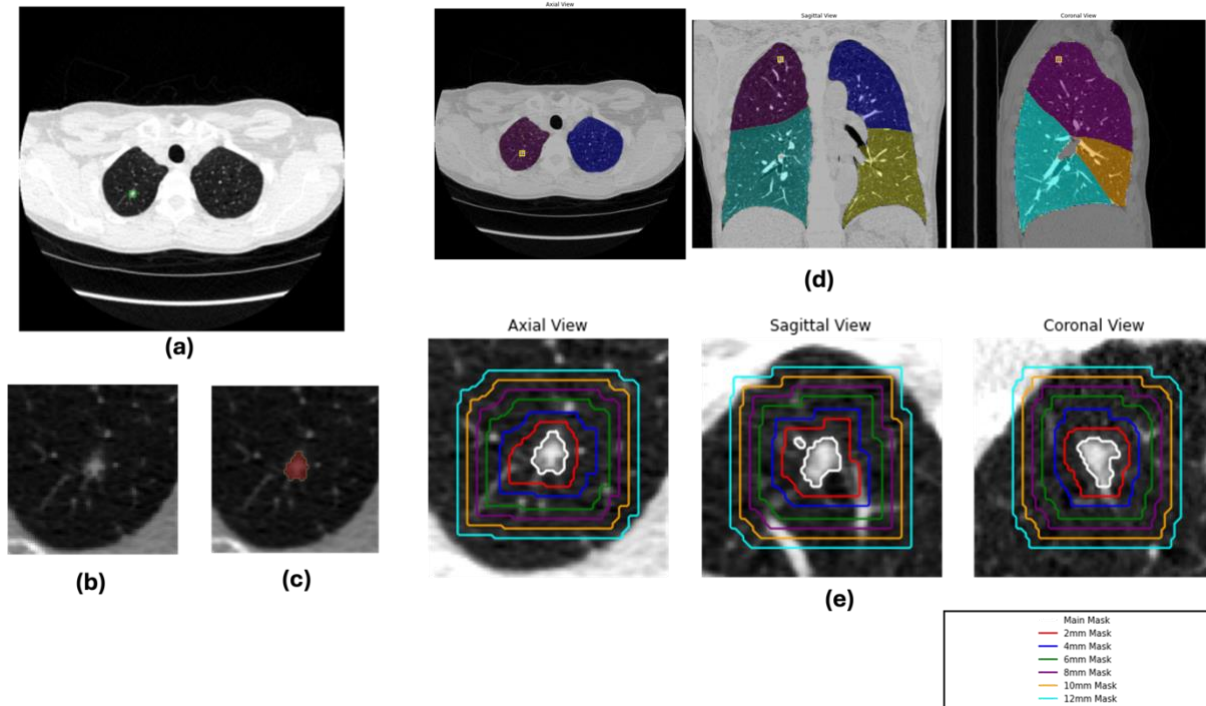 Axial View
Sagittal View
Coronal View
(a)
(d)
Axial View
Sagittal View
Coronal View
(b)
(c)
(e)
Main Mask
2mm Mask
4mm Mask
6mm Mask
8mm Mask
10mm Mask
12mm Mask